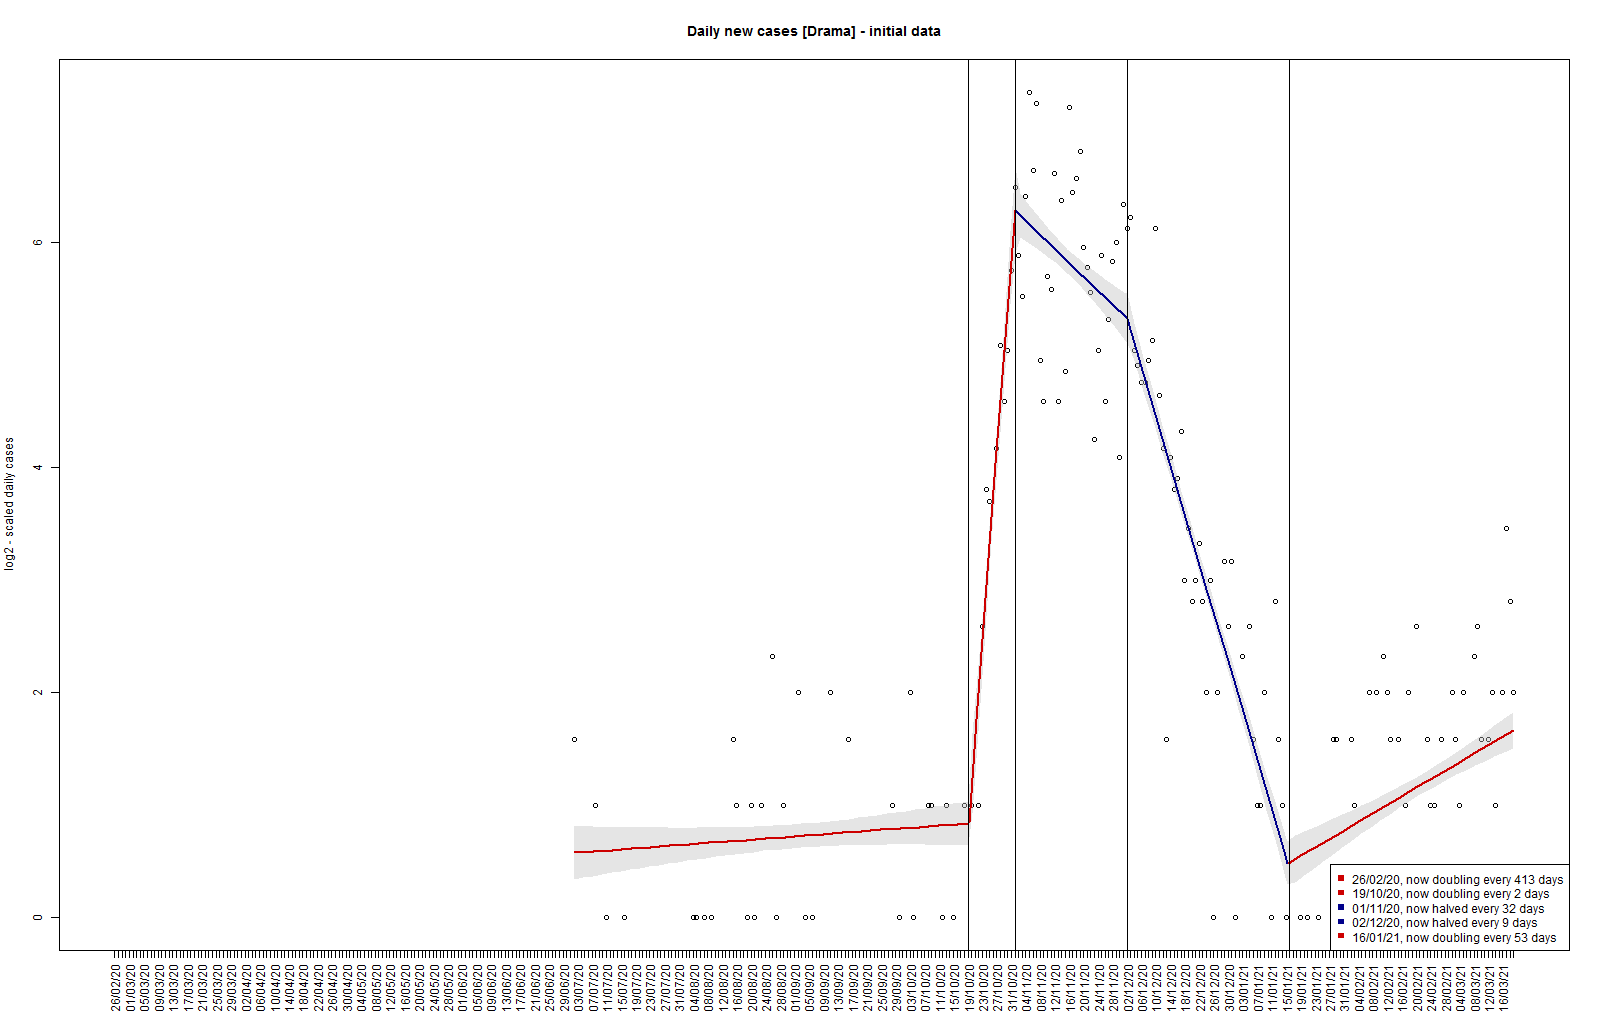 Daily new cases [Drama] - initial data
log2 - scaled daily cases
6
4
2
0
26/02/20, now doubling every 413 days
19/10/20, now doubling every 2 days
01/11/20, now halved every 32 days
02/12/20, now halved every 9 days
16/01/21, now doubling every 53 days
26/02/20 01/03/20 05/03/20 09/03/20 13/03/20 17/03/20 21/03/20 25/03/20 29/03/20 02/04/20 06/04/20 10/04/20 14/04/20 18/04/20 22/04/20 26/04/20 30/04/20 04/05/20 08/05/20 12/05/20 16/05/20 20/05/20 24/05/20 28/05/20 01/06/20 05/06/20 09/06/20 13/06/20 17/06/20 21/06/20 25/06/20 29/06/20 03/07/20 07/07/20 11/07/20 15/07/20 19/07/20 23/07/20 27/07/20 31/07/20 04/08/20 08/08/20 12/08/20 16/08/20 20/08/20 24/08/20 28/08/20 01/09/20 05/09/20 09/09/20 13/09/20 17/09/20 21/09/20 25/09/20 29/09/20 03/10/20 07/10/20 11/10/20 15/10/20 19/10/20 23/10/20 27/10/20 31/10/20 04/11/20 08/11/20 12/11/20 16/11/20 20/11/20 24/11/20 28/11/20 02/12/20 06/12/20 10/12/20 14/12/20 18/12/20 22/12/20 26/12/20 30/12/20 03/01/21 07/01/21 11/01/21 15/01/21 19/01/21 23/01/21 27/01/21 31/01/21 04/02/21 08/02/21 12/02/21 16/02/21 20/02/21 24/02/21 28/02/21 04/03/21 08/03/21 12/03/21 16/03/21